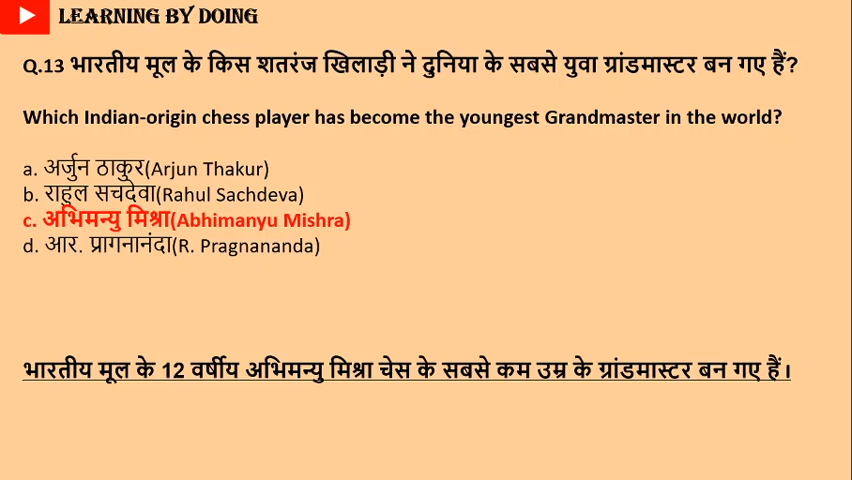 LEARNING BY DOING
Q.13 भारतीय मूल के किस शतरंज खिलाड़ी ने दुनिया के सबसे युवा ग्रांडमास्टर बन गए हैं?
Which Indian-origin chess player has become the youngest Grandmaster in the world?
a. अर्जुन ठाकुर(Arjun Thakur)
b. राहुल सचदेवा(Rahul Sachdeva)
c. अभिमन्यु मिश्रा(Abhimanyu Mishra)
d. आर. प्रागनानंदा(R. Pragnananda)
भारतीय मूल के 12 वर्षीय अभिमन्यु मिश्रा चेस के सबसे कम उम्र के ग्रांडमास्टर बन गए हैं।